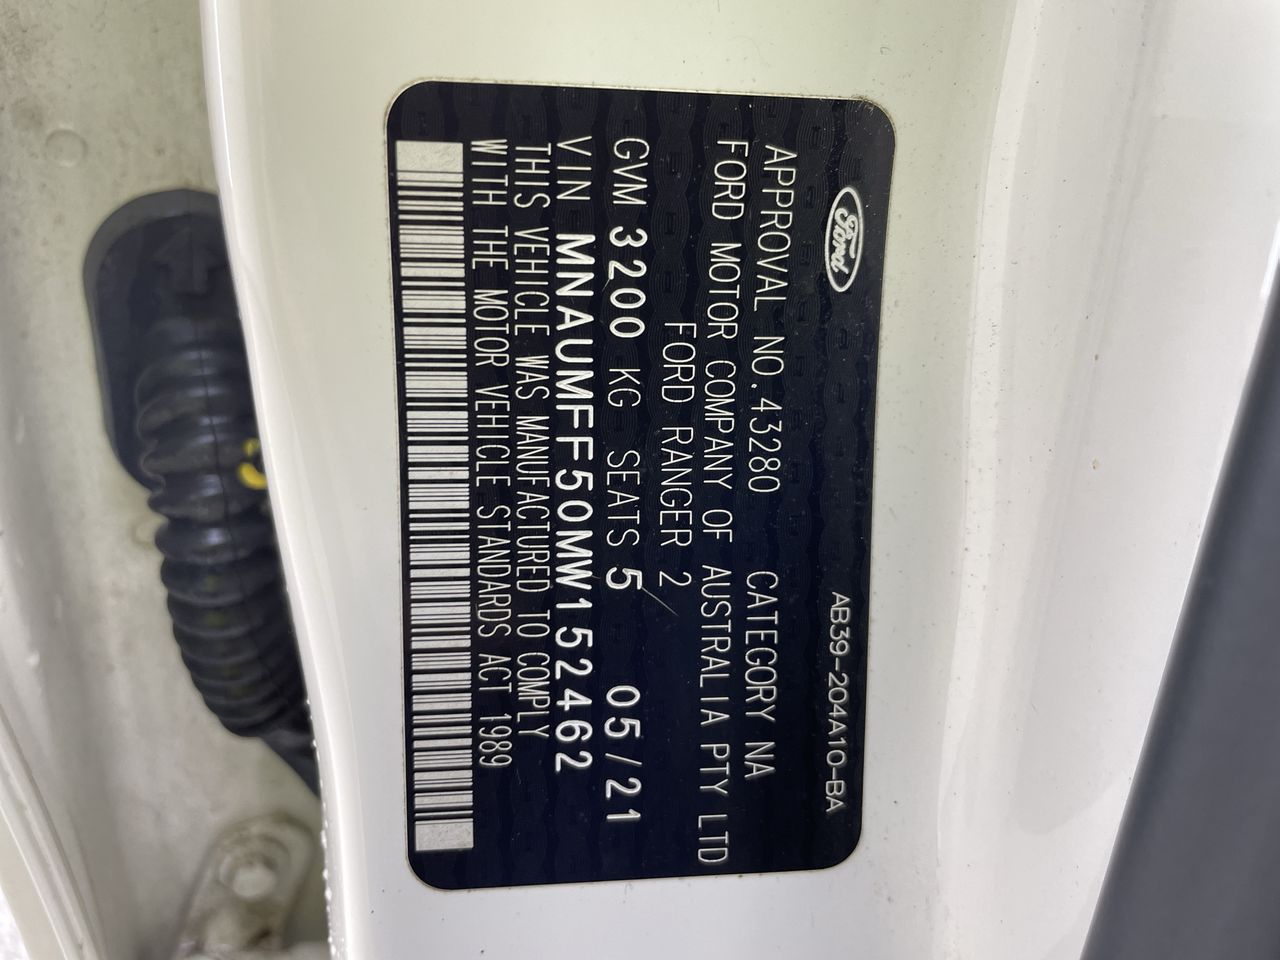 Ford
AB39-204A10-BA
APPROVAL NO.43280 CATEGORY NA
FORD MOTOR COMPANY OF AUSTRALIA PTY LTD
FORD RANGER 2
GVM 3200 KG SEATS 5 05/21
VIN MNAUMFF50MW152462
THIS VEHICLE WAS MANUFACTURED TO COMPLY
WITH THE MOTOR VEHICLE STANDARDS ACT 1989